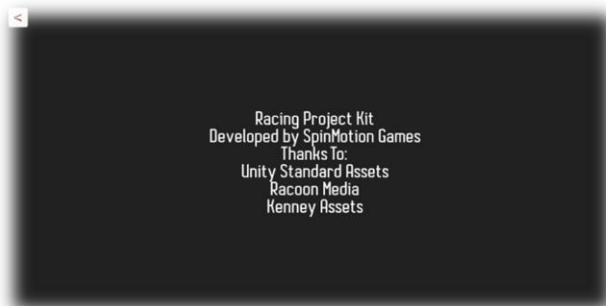 <
Racing Project Kit
Developed by SpinMotion Games
Thanks To:
Unity Standard Assets
Racoon Media
Kenney Assets